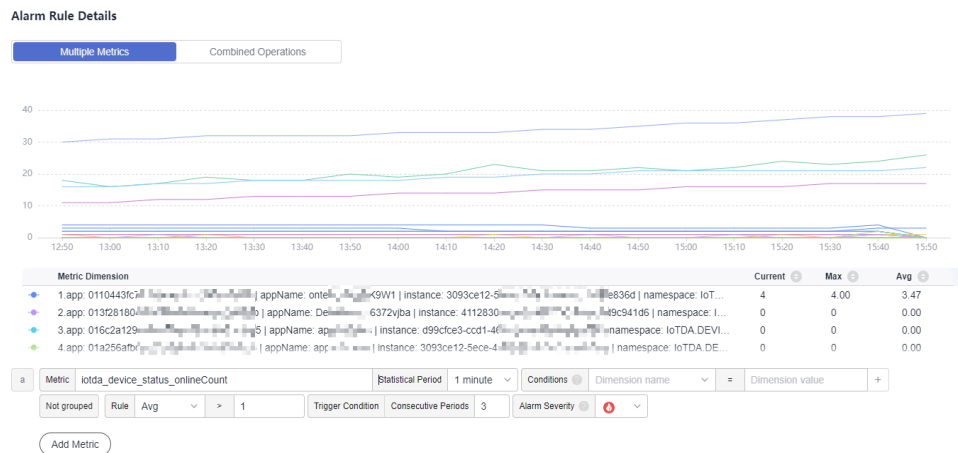 Alarm Rule Details
Multiple Metrics Combined Operations
40
30
20
10
0
12:50 13:00 13:10 13:20 13:30 13:40 13:50 14:00 14:10 14:20 14:30 14:40 14:50 15:00 15:10 15:20 15:30 15:40 15:50
Metric Dimension Current Max Avg
1.app: 0110443fc7 | appName: onte K9W1 | instance: 3093ce12-5 e836d | namespace: IoT... 4 4.00 3.47
2.app: 013f28180 | appName: De 6372vjba | instance: 4112830 d9c941d6 | namespace: I... 0 0 0.00
3.app: 016c2a129 5 | appName: ap | instance: d99cfce3-ccd1-4 namespace: IoTDA.DEVI... 0 0 0.00
4.app: 01a256afb | appName: app | instance: 3093ce12-5ece-4 | namespace: IoTDA.DE... 0 0 0.00
a Metric iotda_device_status_onlineCount Statistical Period 1 minute Conditions Dimension name = Dimension value +
Not grouped Rule Avg > 1 Trigger Condition Consecutive Periods 3 Alarm Severity
Add Metric